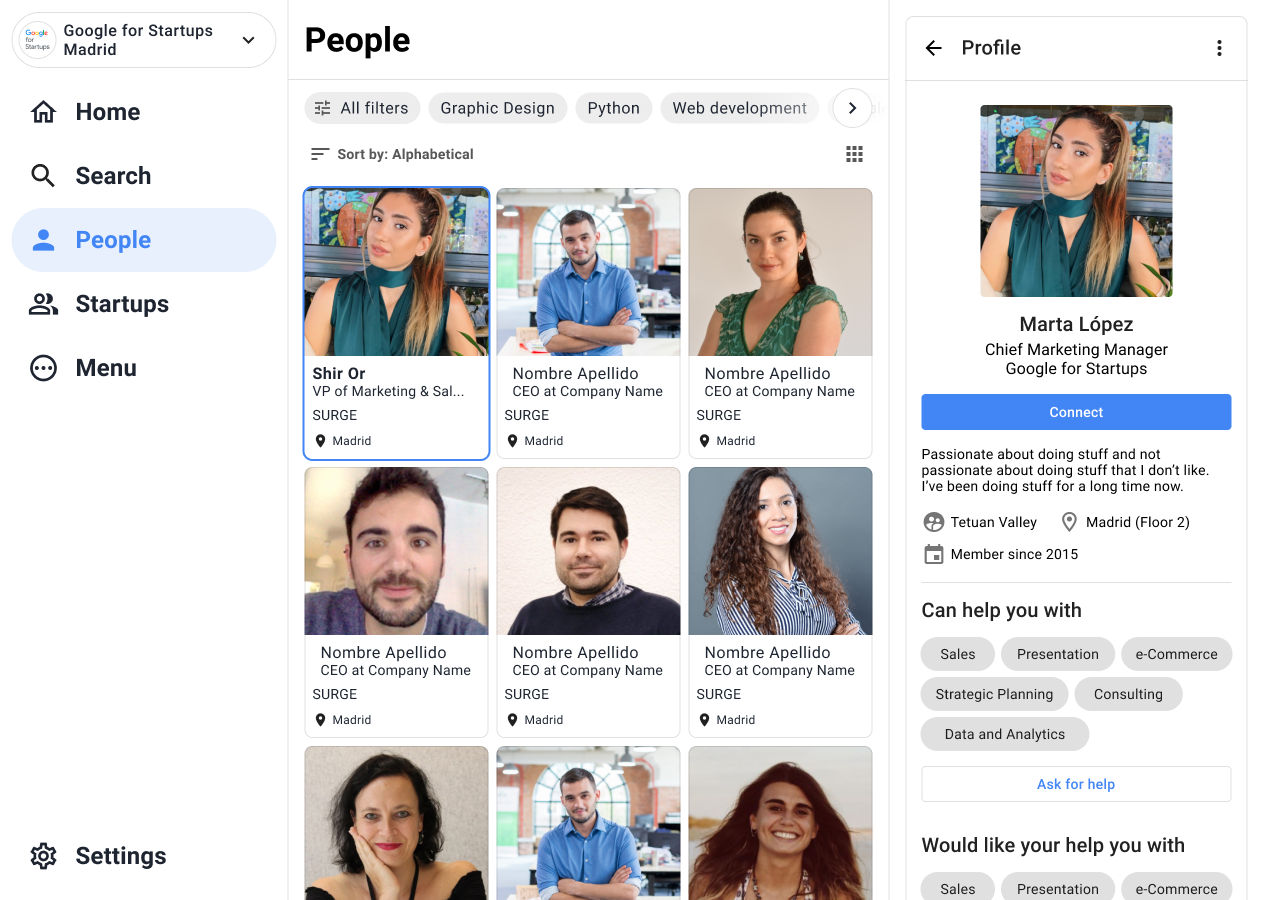 Google for Startups
Google for Startups
Madrid
Home
Search
People
Startups
Menu
Settings
People
All filters
Graphic Design
Python
Web development
Sort by: Alphabetical
Shir Or
VP of Marketing & Sal...
SURGE
Madrid
Nombre Apellido
CEO at Company Name
SURGE
Madrid
Nombre Apellido
CEO at Company Name
SURGE
Madrid
Nombre Apellido
CEO at Company Name
SURGE
Madrid
Nombre Apellido
CEO at Company Name
SURGE
Madrid
Nombre Apellido
CEO at Company Name
SURGE
Madrid
Profile
Marta López
Chief Marketing Manager
Google for Startups
Connect
Passionate about doing stuff and not
passionate about doing stuff that I don’t like.
I’ve been doing stuff for a long time now.
Tetuan Valley
Madrid (Floor 2)
Member since 2015
Can help you with
Sales
Presentation
e-Commerce
Strategic Planning
Consulting
Data and Analytics
Ask for help
Would like your help you with
Sales
Presentation
e-Commerce